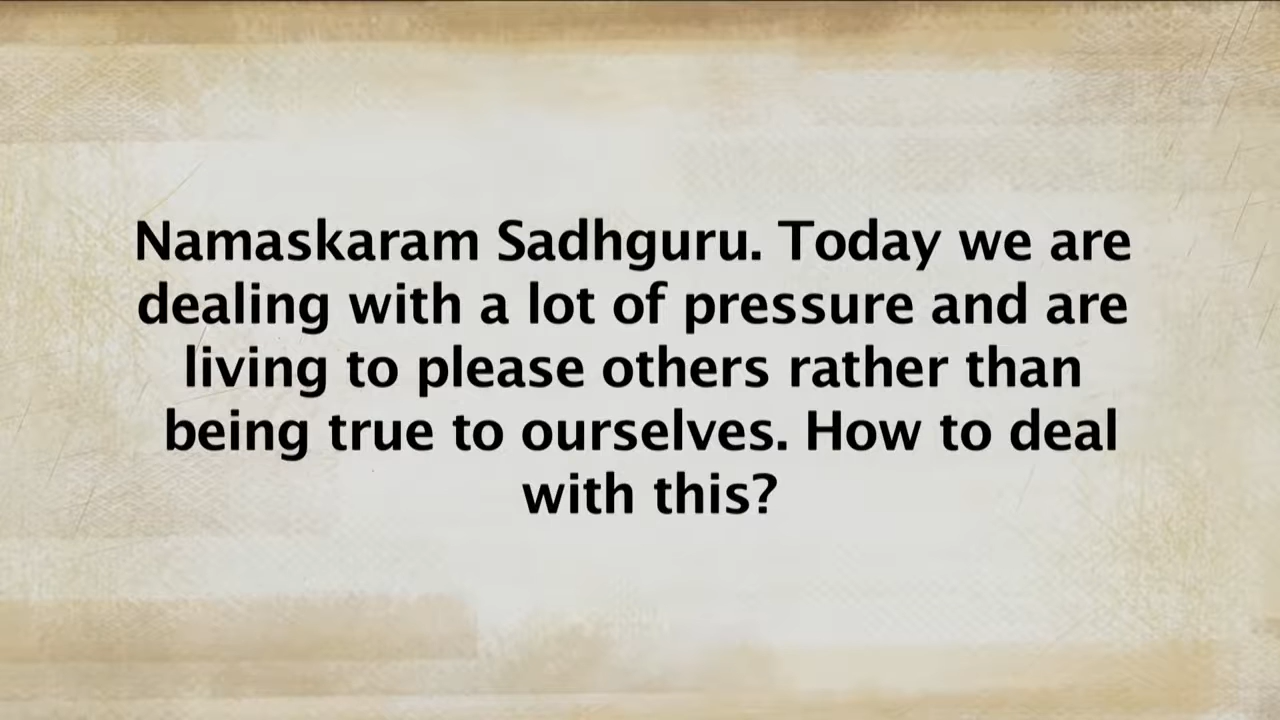 Namaskaram Sadhguru. Today we are
dealing with a lot of pressure and are
living to please others rather than
being true to ourselves. How to deal
with this?